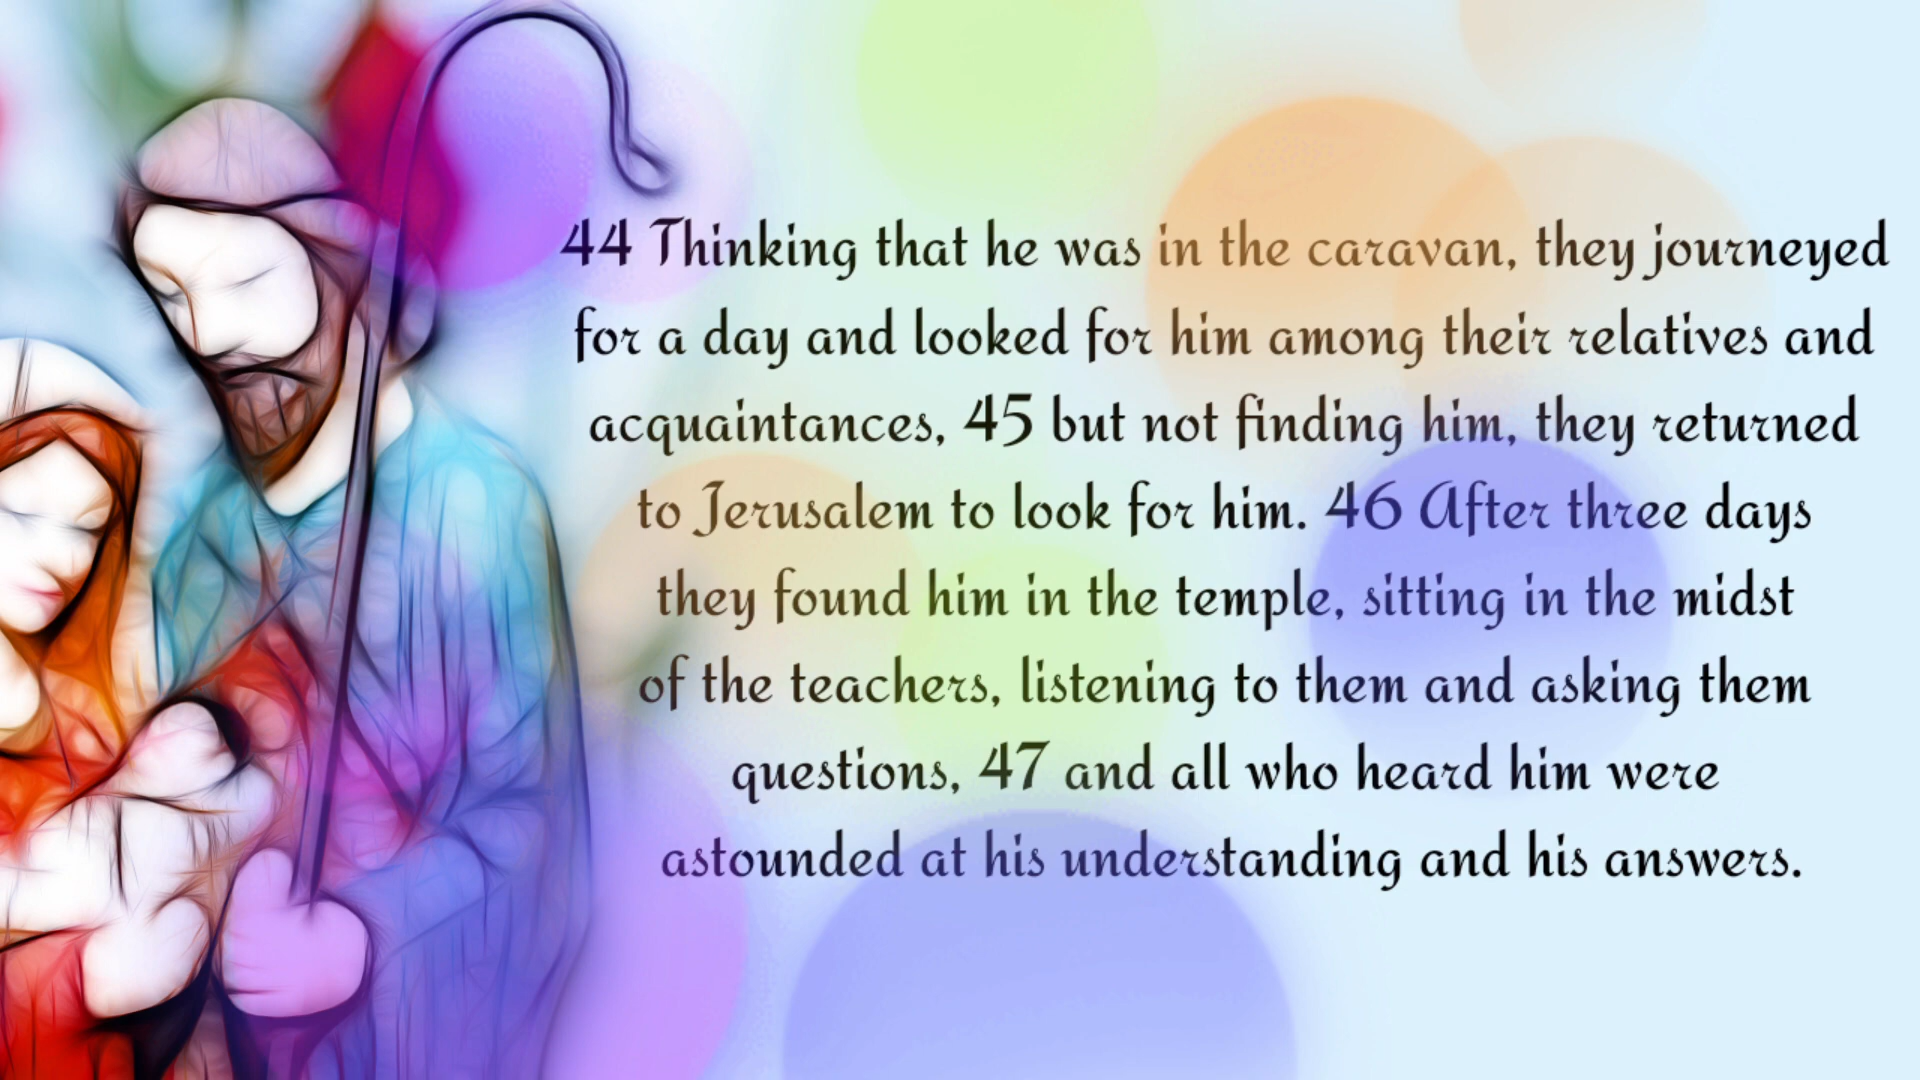 44 Thinking that he was in the caravan, they journeyed
for a day and looked for him among their relatives and
acquaintances, 45 but not finding him, they returned
to Jerusalem to look for him. 46 After three days
they found him in the temple, sitting in the midst
of the teachers, listening to them and asking them
questions, 47 and all who heard him were
astounded at his understanding and his answers.